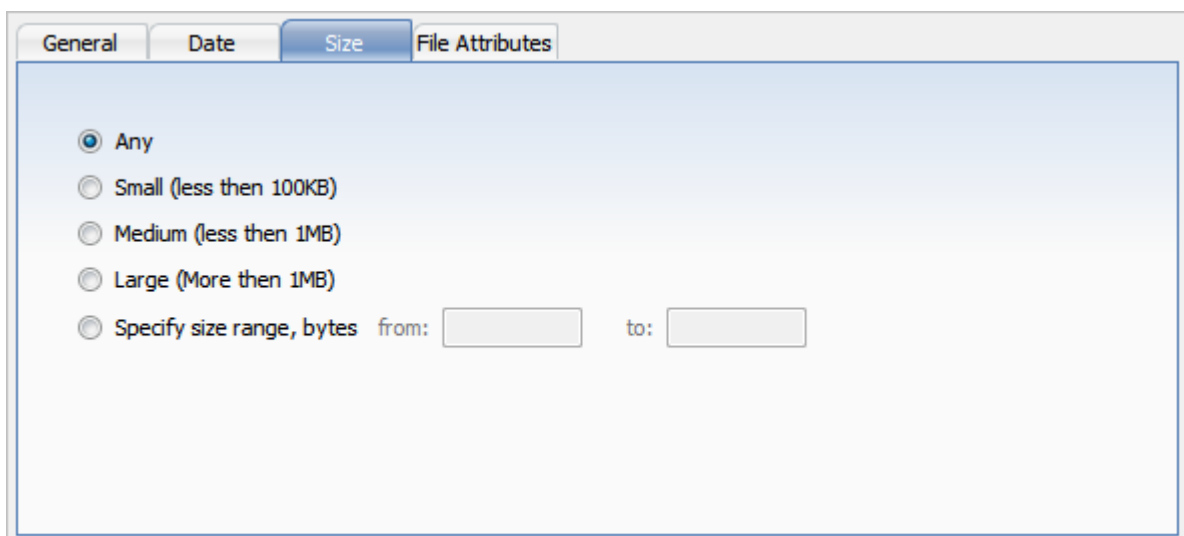 General Date Size File Attributes
Any
Small (less then 100KB)
Medium (less then 1MB)
Large (More then 1MB)
Specify size range, bytes from: to: